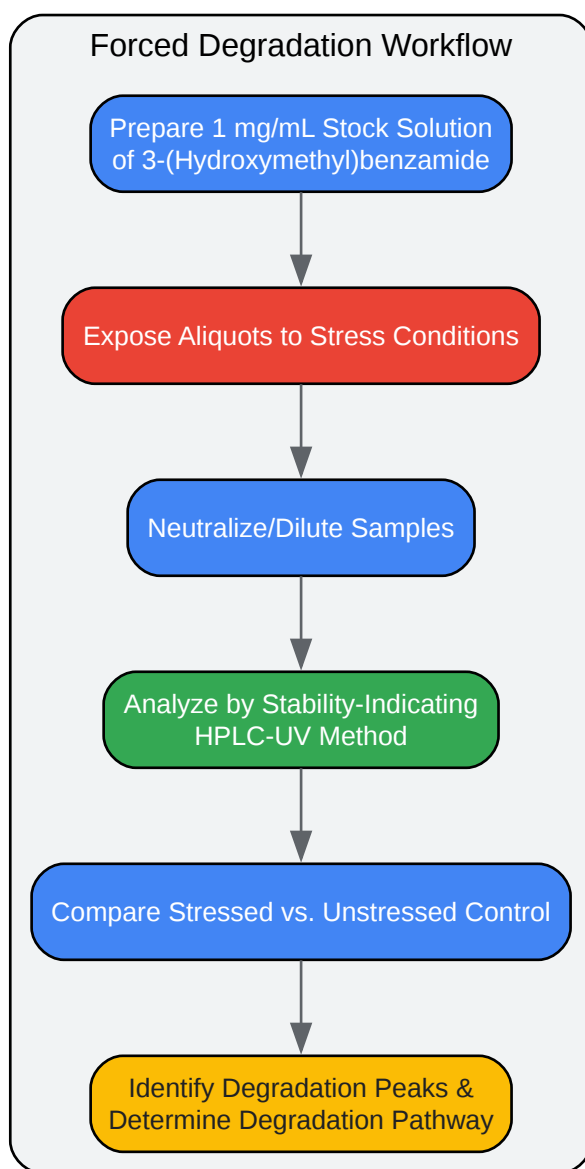 Forced Degradation Workflow
Prepare 1 mg/mL Stock Solution
of 3-(Hydroxymethyl)benzamide
Expose Aliquots to Stress Conditions
Neutralize/Dilute Samples
Analyze by Stability-Indicating
HPLC-UV Method
Compare Stressed vs. Unstressed Control
Identify Degradation Peaks &
Determine Degradation Pathway